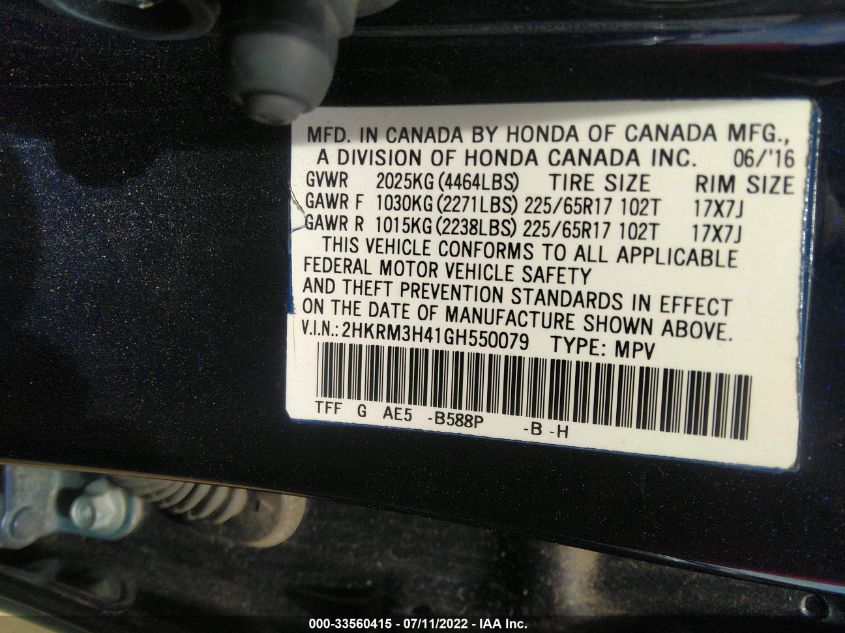 MFD. IN CANADA BY HONDA OF CANADA MFG.,
A DIVISION OF HONDA CANADA INC. 06/'16
GVWR 2025KG (4464LBS) TIRE SIZE RIM SIZE
GAWR F 1030KG (2271LBS) 225/65R17 102T 17X7J
GAWR R 1015KG (2238LBS) 225/65R17 102T 17X7J
THIS VEHICLE CONFORMS TO ALL APPLICABLE
FEDERAL MOTOR VEHICLE SAFETY
AND THEFT PREVENTION STANDARDS IN EFFECT
ON THE DATE OF MANUFACTURE SHOWN ABOVE.
V.I.N.: 2HKRM3H41GH550079 TYPE: MPV
TFF G AE5 -B588P -B -H
000-33560415 - 07/11/2022 - IAA Inc.